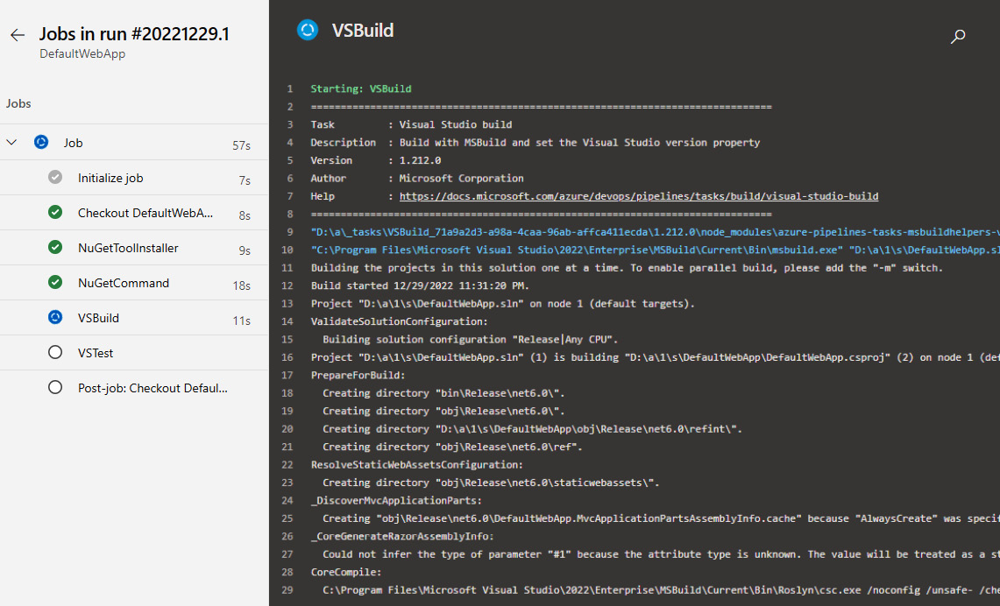 Jobs in run #20221229.1
DefaultWebApp
Jobs
Job 57s
Initialize job 7s
Checkout DefaultWebA... 8s
NuGetToolInstaller 9s
NuGetCommand 18s
VSBuild 11s
VSTest
Post-job: Checkout Defaul...
VSBuild
1 Starting: VSBuild
2 ==============================================================================
3 Task         : Visual Studio build
4 Description  : Build with MSBuild and set the Visual Studio version property
5 Version      : 1.212.0
6 Author       : Microsoft Corporation
7 Help         : https://docs.microsoft.com/azure/devops/pipelines/tasks/build/visual-studio-build
8 ==============================================================================
9 "D:\a\_tasks\VSBuild_71a9a2d3-a98a-4caa-96ab-affca411ecda\1.212.0\node_modules\azure-pipelines-tasks-msbuildhelpers-v
10 "C:\Program Files\Microsoft Visual Studio\2022\Enterprise\MSBuild\Current\Bin\msbuild.exe" "D:\a\1\s\DefaultWebApp.sl
11 Building the projects in this solution one at a time. To enable parallel build, please add the "-m" switch.
12 Build started 12/29/2022 11:31:20 PM.
13 Project "D:\a\1\s\DefaultWebApp.sln" on node 1 (default targets).
14 ValidateSolutionConfiguration:
15   Building solution configuration "Release|Any CPU".
16 Project "D:\a\1\s\DefaultWebApp.sln" (1) is building "D:\a\1\s\DefaultWebApp\DefaultWebApp.csproj" (2) on node 1 (def
17 PrepareForBuild:
18   Creating directory "bin\Release\net6.0\".
19   Creating directory "obj\Release\net6.0\".
20   Creating directory "D:\a\1\s\DefaultWebApp\obj\Release\net6.0\refint\".
21   Creating directory "obj\Release\net6.0\ref".
22 ResolveStaticWebAssetsConfiguration:
23   Creating directory "obj\Release\net6.0\staticwebassets\".
24 _DiscoverMvcApplicationParts:
25   Creating "obj\Release\net6.0\DefaultWebApp.MvcApplicationPartsAssemblyInfo.cache" because "AlwaysCreate" was specif
26 _CoreGenerateRazorAssemblyInfo:
27   Could not infer the type of parameter "#1" because the attribute type is unknown. The value will be treated as a st
28 CoreCompile:
29   C:\Program Files\Microsoft Visual Studio\2022\Enterprise\MSBuild\Current\Bin\Roslyn\csc.exe /noconfig /unsafe- /che